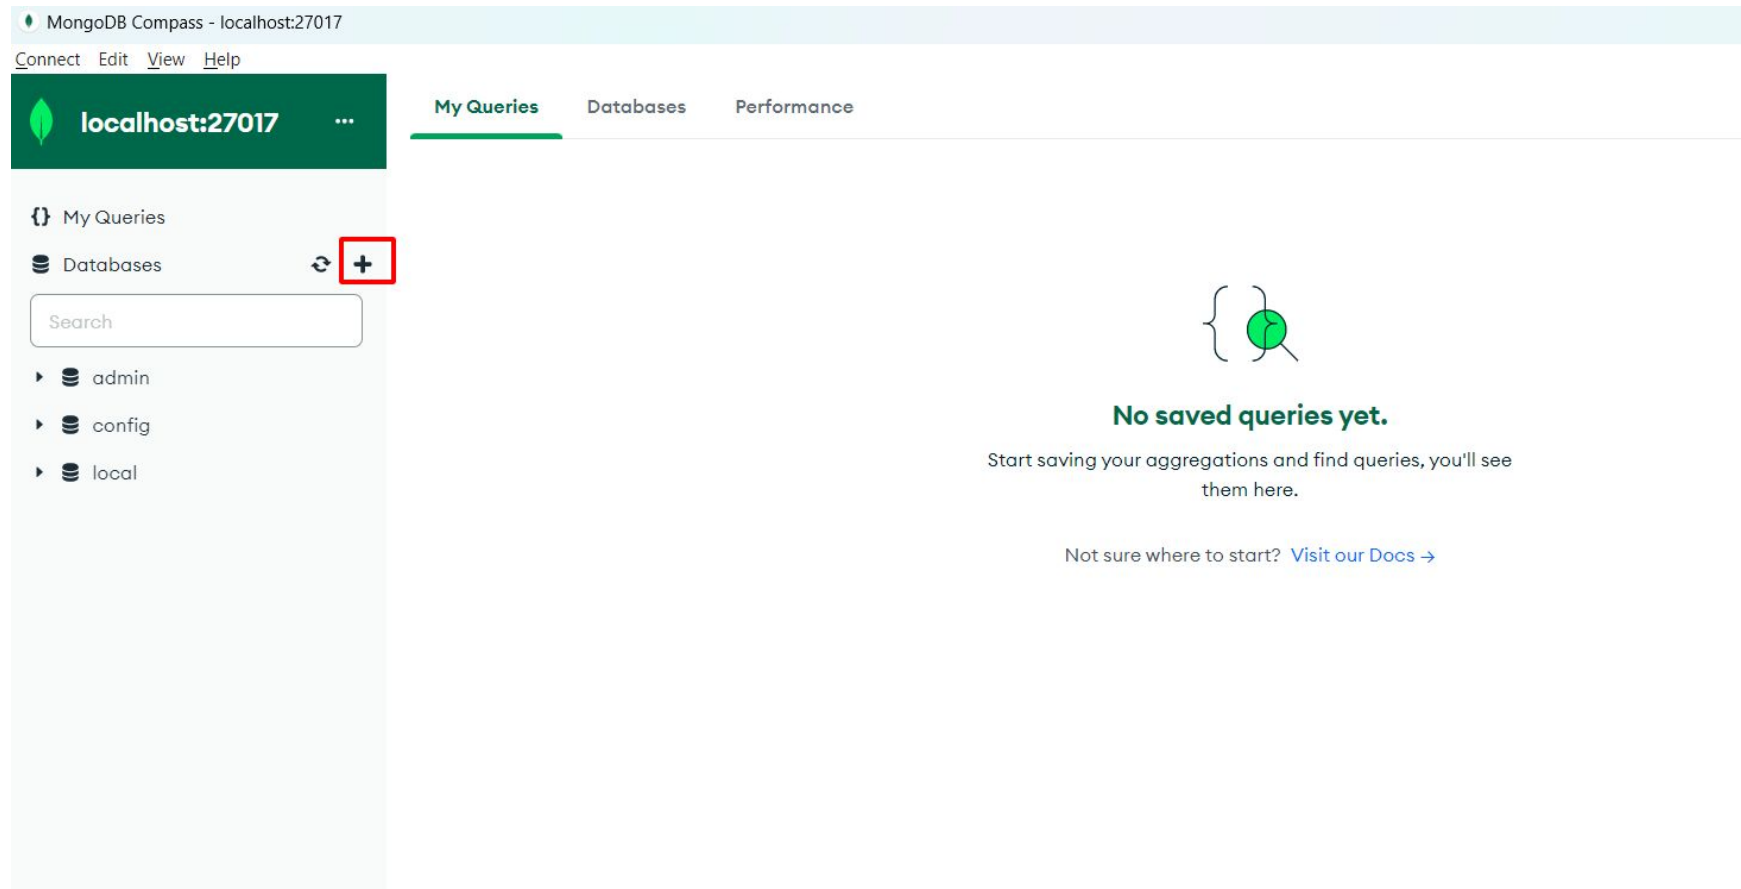 MongoDB Compass - localhost:27017
Connect Edit View Help
localhost:27017 ...
My Queries Databases Performance
{} My Queries
Databases
Search
admin
config
local
No saved queries yet.
Start saving your aggregations and find queries, you'll see
them here.
Not sure where to start? Visit our Docs →